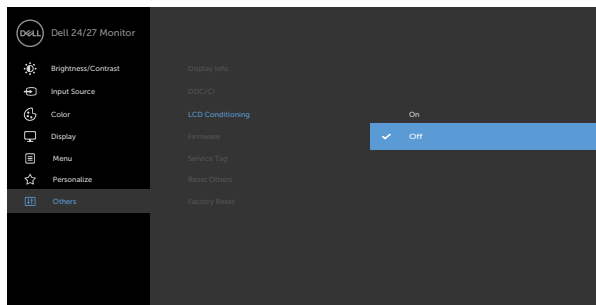 DELL Dell 24/27 Monitor
Brightness/Contrast
Display Info
Input Source
DDC/CI
Color
LCD Conditioning
On
Display
Firmware
Off
Menu
Service Tag
Personalize
Reset Others
Others
Factory Reset